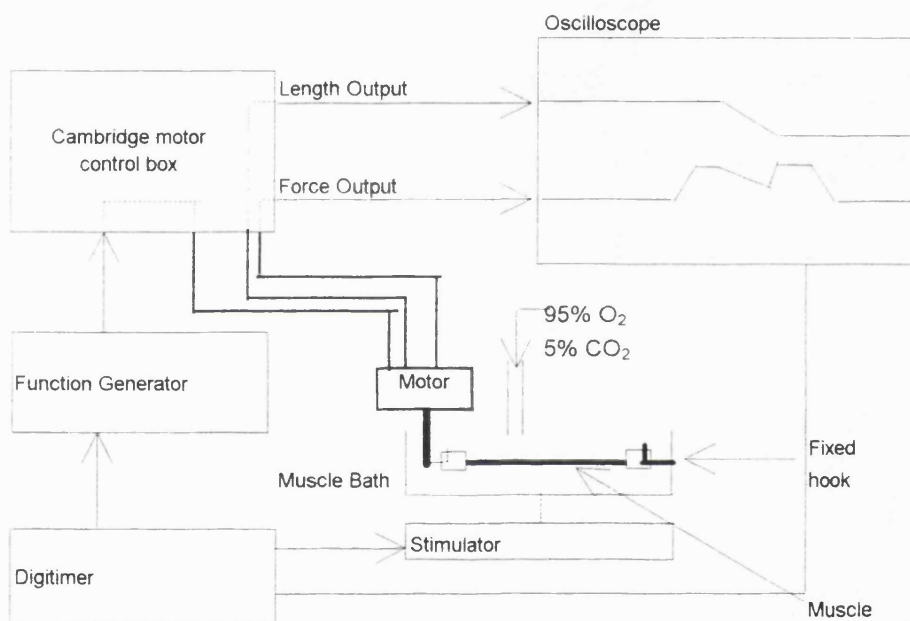 Oscilloscope
Length Output
Cambridge motor
control box
Force Output
95% O₂
5% CO₂
Motor
Function Generator
Fixed
hook
Muscle Bath
Stimulator
Digitimer
Muscle